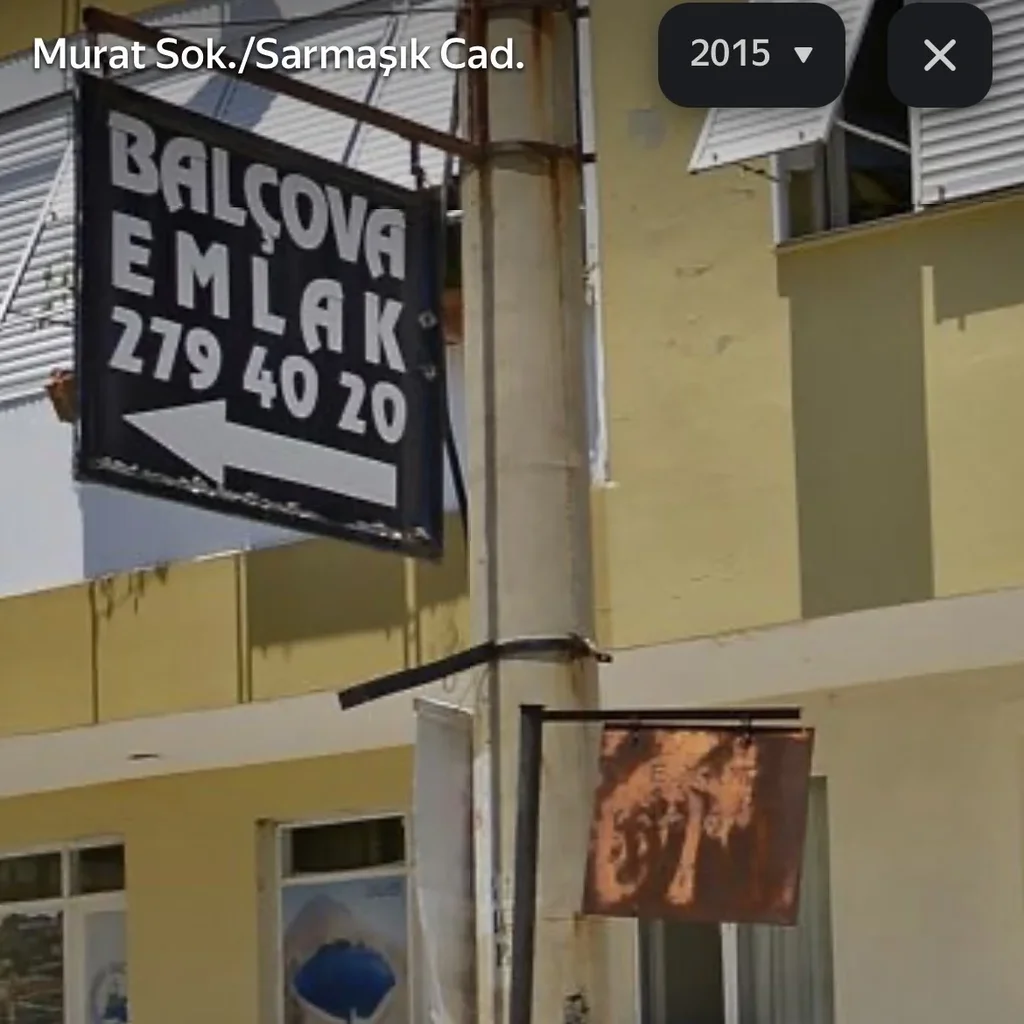 Murat Sok./Sarmaşık Cad.
2015
BALÇOVA
EMLAK
279 40 20